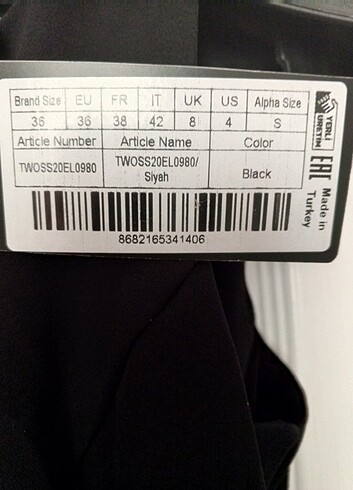 Brand Size EU FR IT UK US Alpha Size
36 36 38 42 8 4 S
Article Number Article Name Color
TWOSS20EL0980 TWOSS20EL0980/ Siyah Black
8682165341406
YERLİ
ÜRETİM
EAC
Made in
Turkey